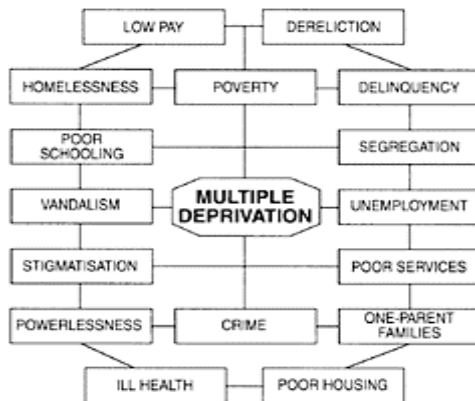 LOW PAY
DERELICTION
HOMELESSNESS
POVERTY
DELINQUENCY
POOR
SCHOOLING
SEGREGATION
VANDALISM
MULTIPLE
DEPRIVATION
UNEMPLOYMENT
STIGMATISATION
POOR SERVICES
POWERLESSNESS
CRIME
ONE-PARENT
FAMILIES
ILL HEALTH
POOR HOUSING